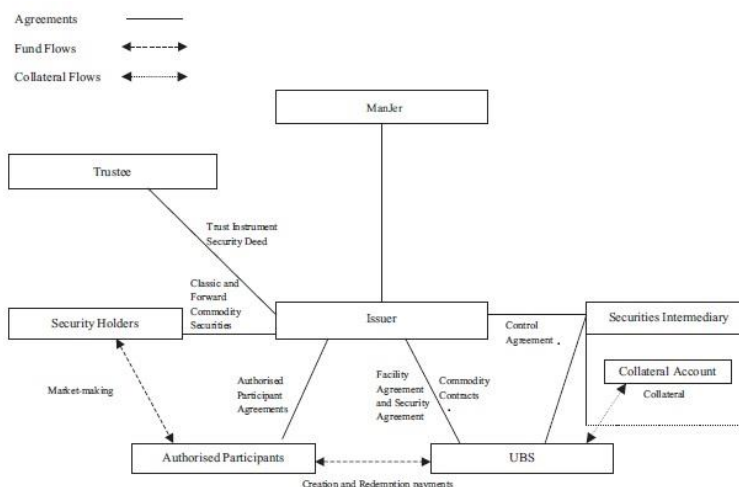 Agreements
Fund Flows
Collateral Flows
ManJer
Trustee
Trust Instrument
Security Deed
Classic and
Forward
Commodity
Securities
Security Holders
Issuer
Securities Intermediary
Control
Agreement
Collateral Account
Collateral
Market-making
Authorised
Participant
Agreements
Facility
Agreement
and Security
Agreement
Commodity
Contracts
Authorised Participants
UBS
Creation and Redemption payments